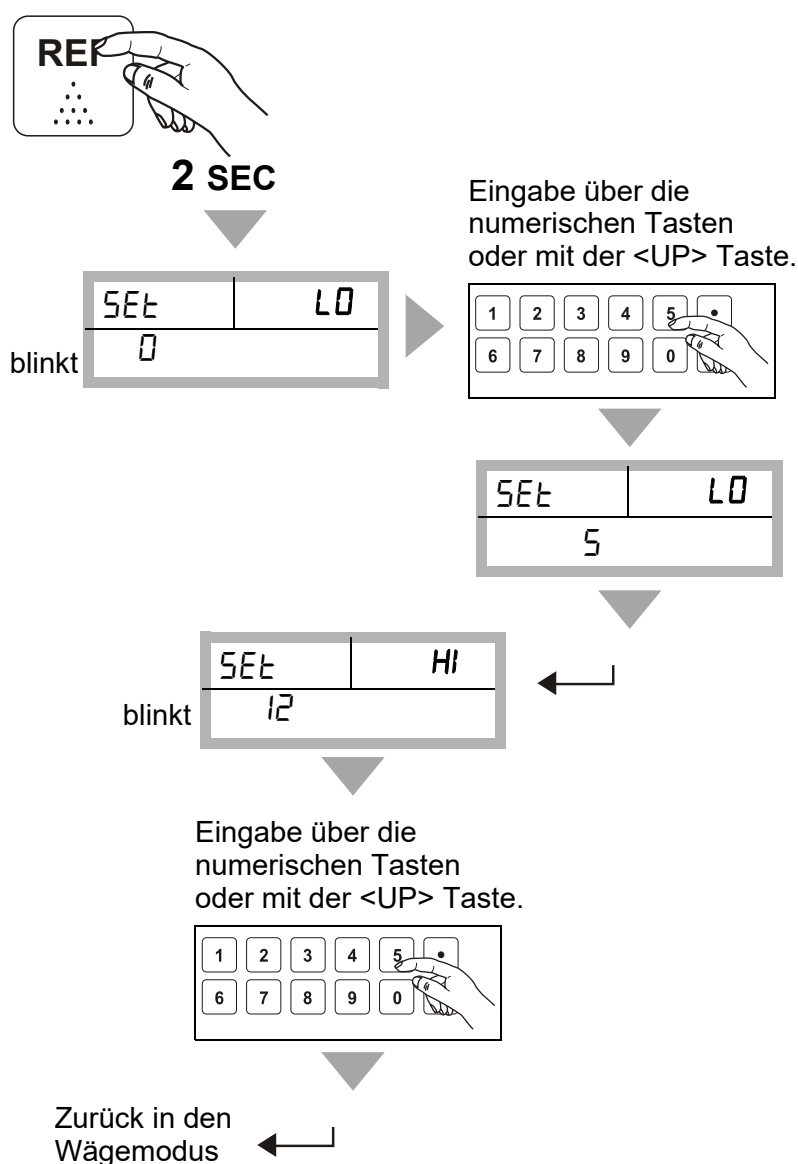 REF
2 SEC
Eingabe über die
numerischen Tasten
oder mit der <UP> Taste.
SEt LO
blinkt 0
1 2 3 4 5 •
6 7 8 9 0
SEt LO
5
SEt HI
blinkt 12
Eingabe über die
numerischen Tasten
oder mit der <UP> Taste.
1 2 3 4 5 •
6 7 8 9 0
Zurück in den
Wägemodus